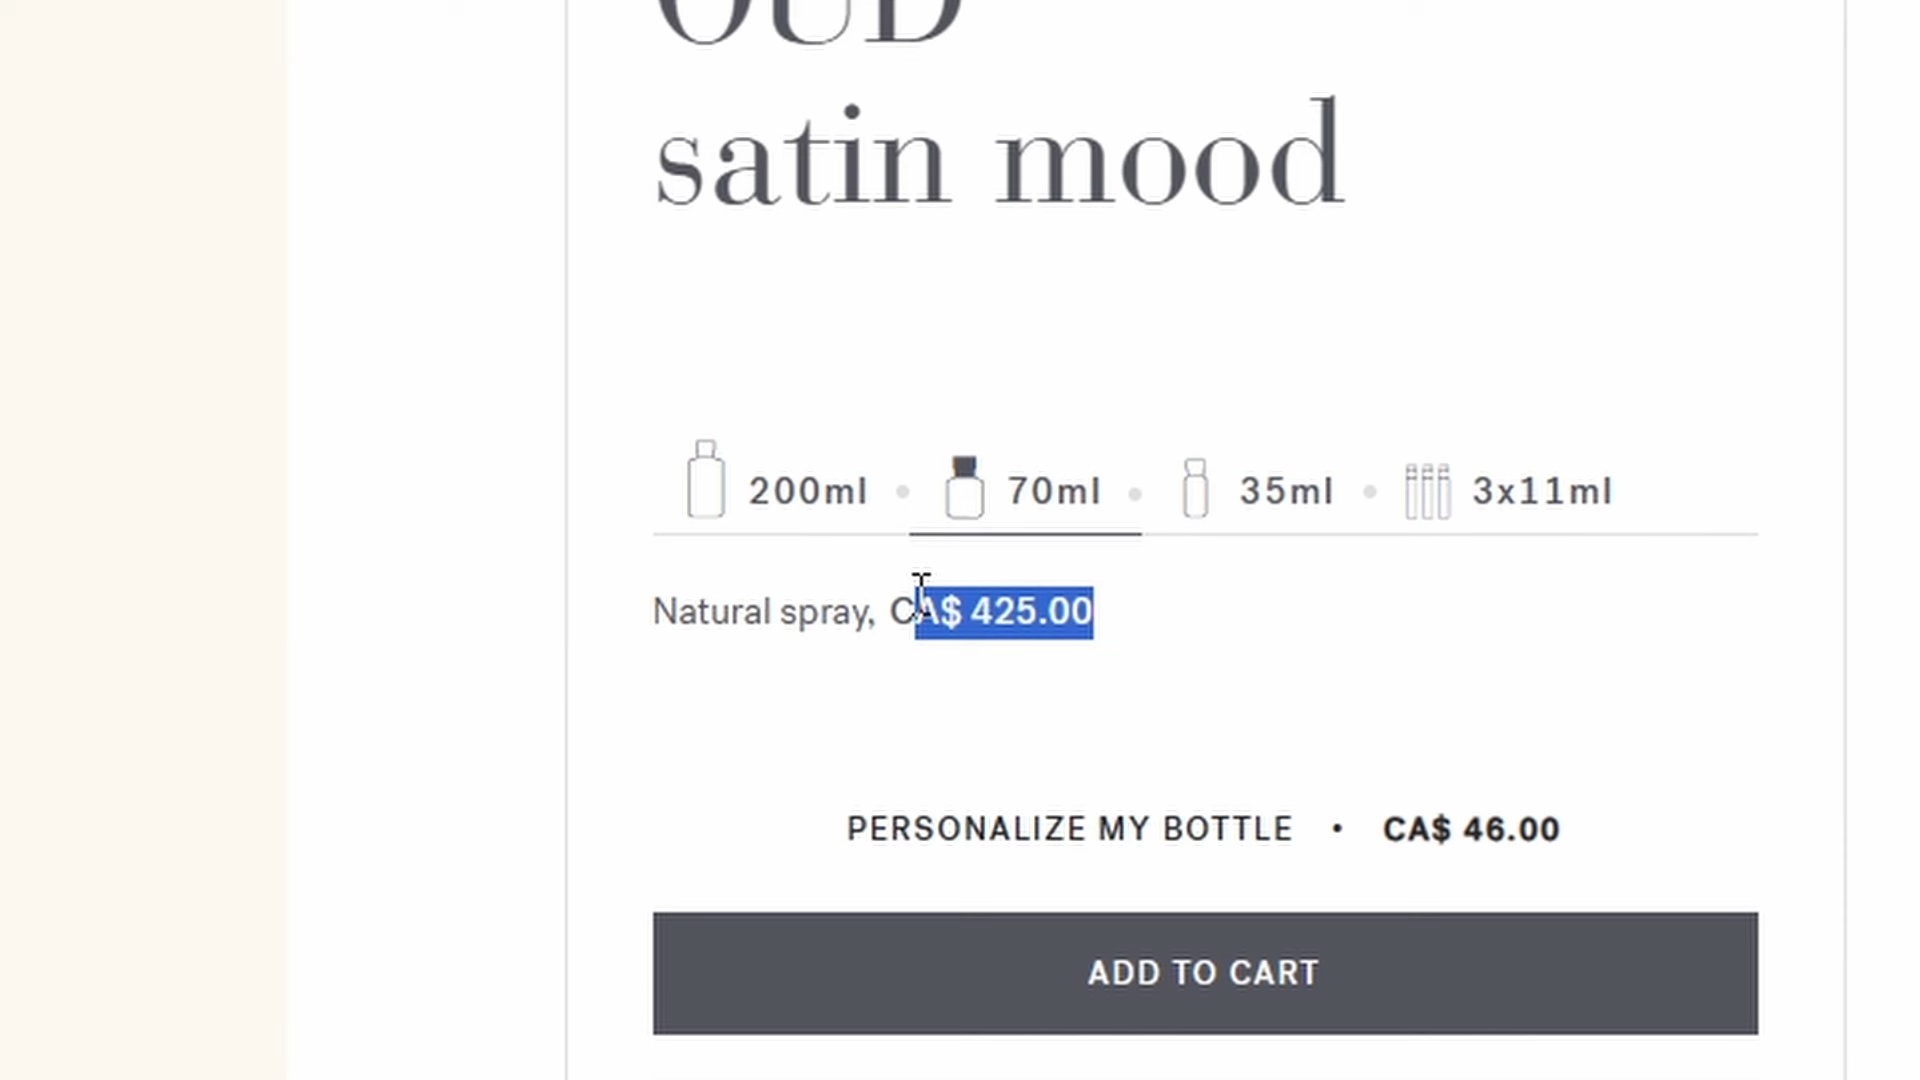 OUD
satin mood
200ml • 70ml • 35ml • 3x11ml
Natural spray, CA$ 425.00
PERSONALIZE MY BOTTLE • CA$ 46.00
ADD TO CART